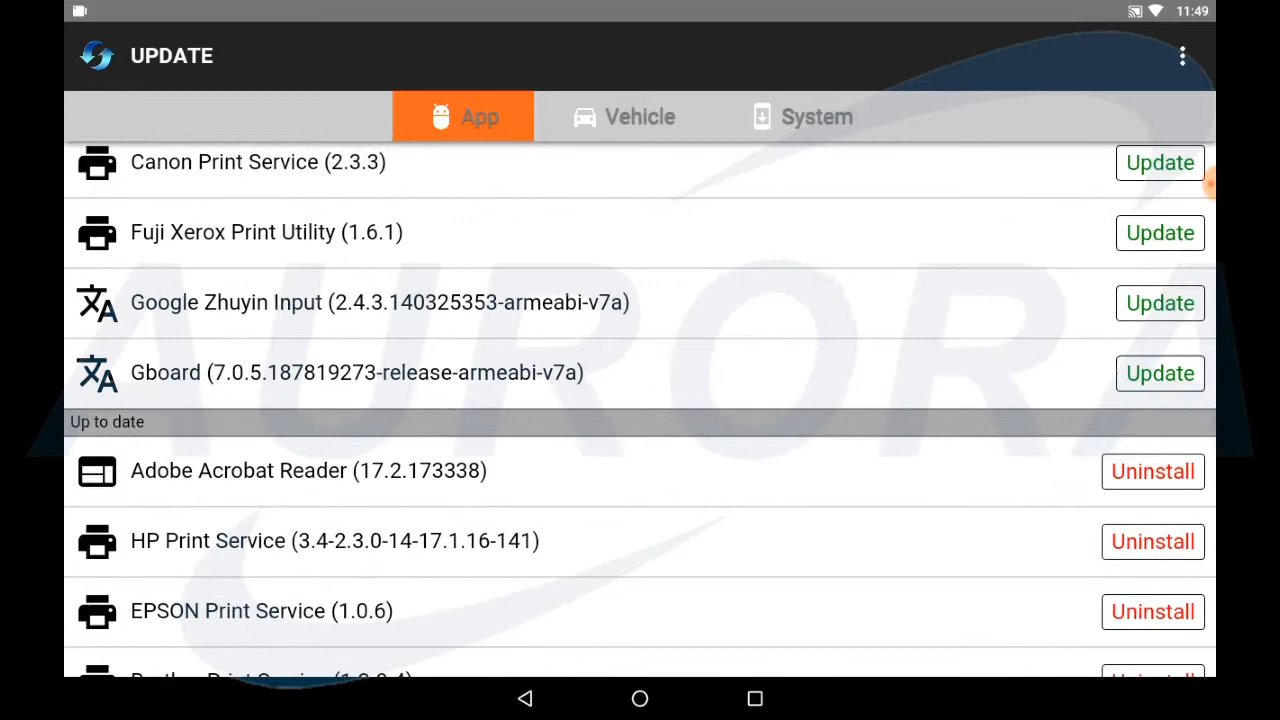 11:49
UPDATE
App
Vehicle
System
Canon Print Service (2.3.3)
Update
Fuji Xerox Print Utility (1.6.1)
Update
Google Zhuyin Input (2.4.3.140325353-armeabi-v7a)
Update
Gboard (7.0.5.187819273-release-armeabi-v7a)
Update
Up to date
Adobe Acrobat Reader (17.2.173338)
Uninstall
HP Print Service (3.4-2.3.0-14-17.1.16-141)
Uninstall
EPSON Print Service (1.0.6)
Uninstall
AURORA